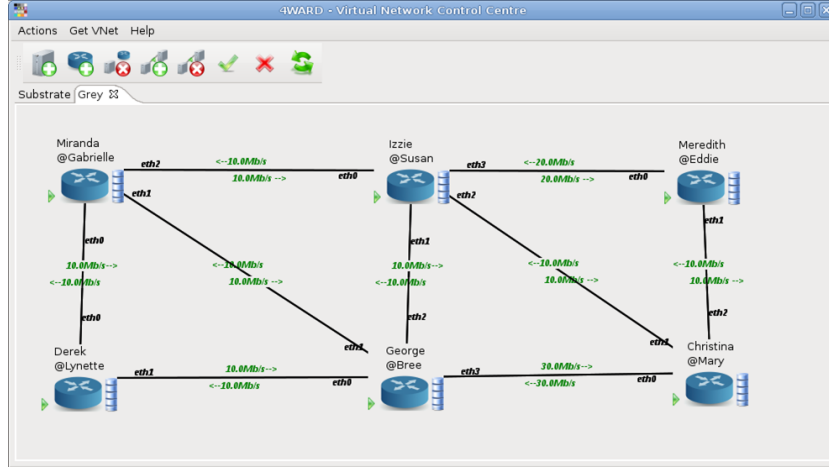 4WARD - Virtual Network Control Centre
Actions Get VNet Help
Substrate Grey
Miranda
@Gabrielle
Izzie
@Susan
Meredith
@Eddie
eth2 <--10.0Mb/s
10.0Mb/s --> eth0
eth3 <--20.0Mb/s
20.0Mb/s --> eth0
eth1
eth2
eth1
eth0
eth1
10.0Mb/s-->
<--10.0Mb/s
<--10.0Mb/s
10.0Mb/s -->
10.0Mb/s-->
<--10.0Mb/s
<--10.0Mb/s
10.0Mb/s -->
<--10.0Mb/s
10.0Mb/s -->
eth0
eth2
eth2
eth1
eth1
Derek
@Lynette
George
@Bree
Christina
@Mary
eth1 10.0Mb/s-->
<--10.0Mb/s eth0
eth3 30.0Mb/s-->
<--30.0Mb/s eth0